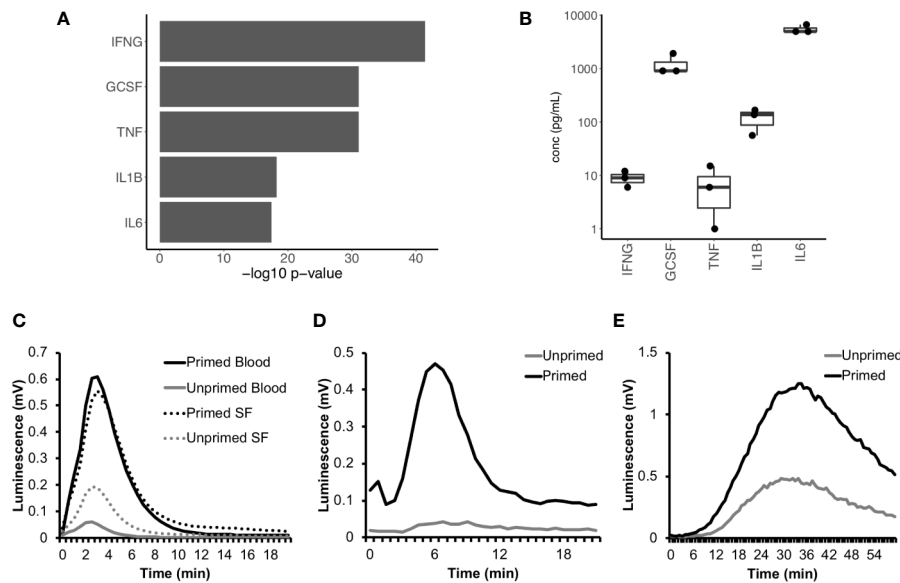 A
IFNG
GCSF
TNF
IL1B
IL6
0 10 20 30 40
−log10 p-value
B
10000
1000
100
10
1
conc (pg/mL)
IFNG
GCSF
TNF
IL1B
IL6
C
0.7
0.6
0.5
0.4
0.3
0.2
0.1
0
Luminescence (mV)
Primed Blood
Unprimed Blood
Primed SF
Unprimed SF
0 2 4 6 8 10 12 14 16 18
Time (min)
D
0.5
0.4
0.3
0.2
0.1
0
Luminescence (mV)
Unprimed
Primed
0 6 12 18
Time (min)
E
1.5
1
0.5
0
Luminescence (mV)
Unprimed
Primed
0 6 12 18 24 30 36 42 48 54
Time (min)